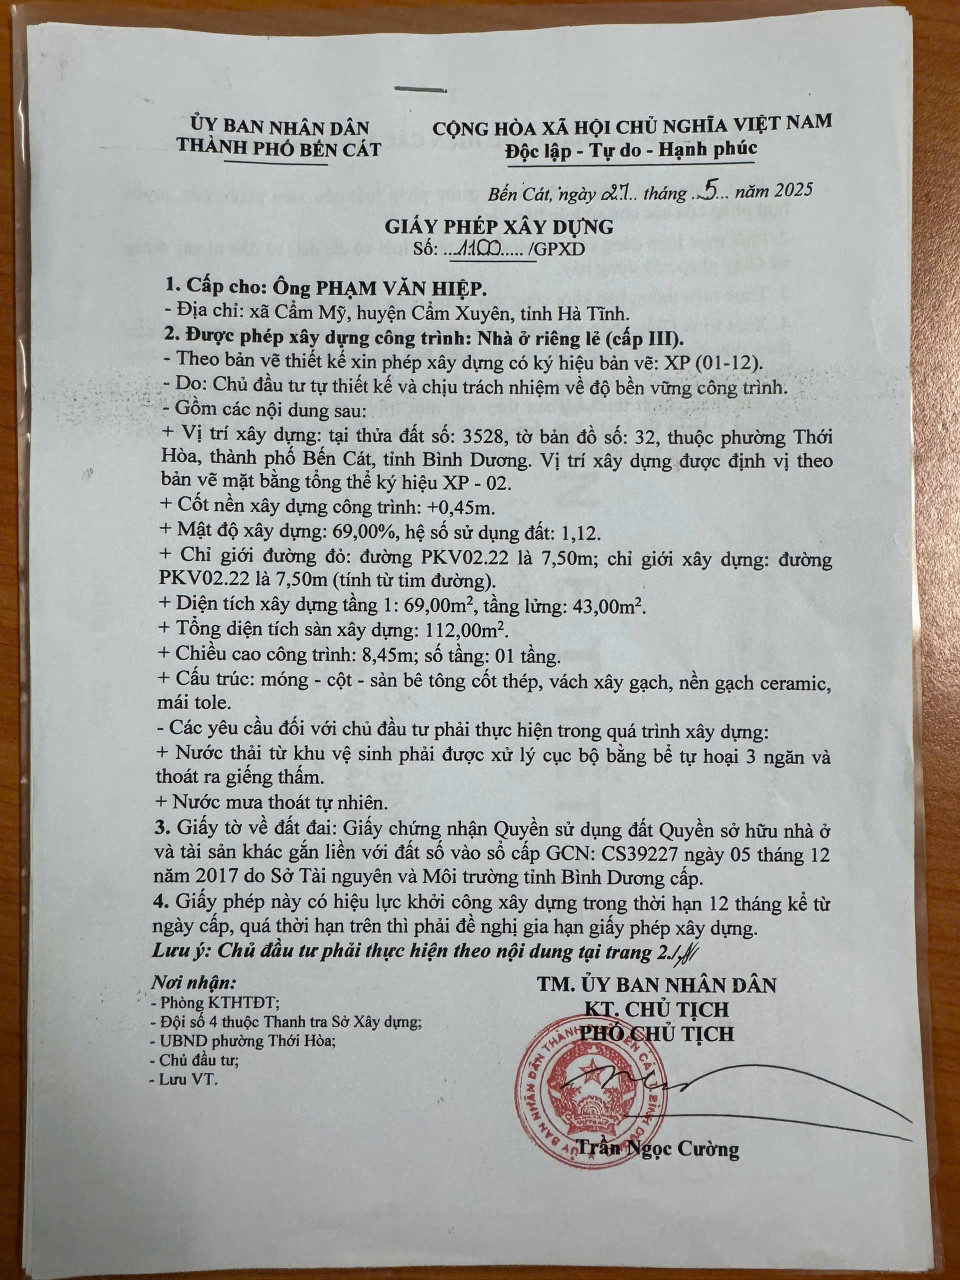 ỦY BAN NHÂN DÂN
THÀNH PHỐ BẾN CÁT
CỘNG HÒA XÃ HỘI CHỦ NGHĨA VIỆT NAM
Độc lập - Tự do - Hạnh phúc
Bến Cát, ngày 27.. tháng ..5... năm 2025
GIẤY PHÉP XÂY DỰNG
Số: ...1100..... /GPXD
1. Cấp cho: Ông PHẠM VĂN HIỆP.
- Địa chỉ: xã Cẩm Mỹ, huyện Cẩm Xuyên, tỉnh Hà Tĩnh.
2. Được phép xây dựng công trình: Nhà ở riêng lẻ (cấp III).
- Theo bản vẽ thiết kế xin phép xây dựng có ký hiệu bản vẽ: XP (01-12).
- Do: Chủ đầu tư tự thiết kế và chịu trách nhiệm về độ bền vững công trình.
- Gồm các nội dung sau:
+ Vị trí xây dựng: tại thửa đất số: 3528, tờ bản đồ số: 32, thuộc phường Thới
Hòa, thành phố Bến Cát, tỉnh Bình Dương. Vị trí xây dựng được định vị theo
bản vẽ mặt bằng tổng thể ký hiệu XP - 02.
+ Cốt nền xây dựng công trình: +0,45m.
+ Mật độ xây dựng: 69,00%, hệ số sử dụng đất: 1,12.
+ Chỉ giới đường đỏ: đường PKV02.22 là 7,50m; chỉ giới xây dựng: đường
PKV02.22 là 7,50m (tính từ tim đường).
+ Diện tích xây dựng tầng 1: 69,00m², tầng lửng: 43,00m².
+ Tổng diện tích sàn xây dựng: 112,00m².
+ Chiều cao công trình: 8,45m; số tầng: 01 tầng.
+ Cấu trúc: móng - cột - sàn bê tông cốt thép, vách xây gạch, nền gạch ceramic,
mái tole.
- Các yêu cầu đối với chủ đầu tư phải thực hiện trong quá trình xây dựng:
+ Nước thải từ khu vệ sinh phải được xử lý cục bộ bằng bể tự hoại 3 ngăn và
thoát ra giếng thấm.
+ Nước mưa thoát tự nhiên.
3. Giấy tờ về đất đai: Giấy chứng nhận Quyền sử dụng đất Quyền sở hữu nhà ở
và tài sản khác gắn liền với đất số vào sổ cấp GCN: CS39227 ngày 05 tháng 12
năm 2017 do Sở Tài nguyên và Môi trường tỉnh Bình Dương cấp.
4. Giấy phép này có hiệu lực khởi công xây dựng trong thời hạn 12 tháng kể từ
ngày cấp, quá thời hạn trên thì phải đề nghị gia hạn giấy phép xây dựng.
Lưu ý: Chủ đầu tư phải thực hiện theo nội dung tại trang 2./.
Nơi nhận:
- Phòng KTHTĐT;
- Đội số 4 thuộc Thanh tra Sở Xây dựng;
- UBND phường Thới Hòa;
- Chủ đầu tư;
- Lưu VT.
TM. ỦY BAN NHÂN DÂN
KT. CHỦ TỊCH
PHÓ CHỦ TỊCH
Trần Ngọc Cường